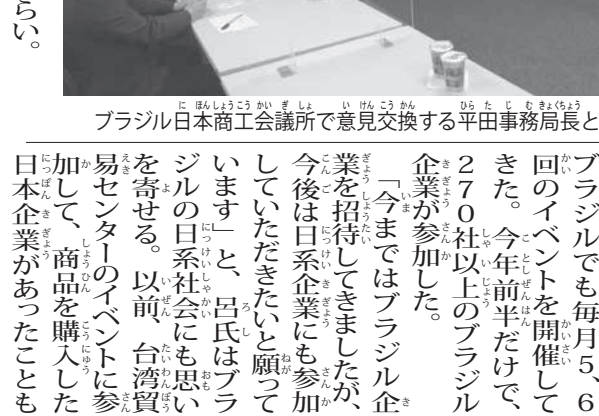 らい。
ブラジル日本商工会議所で意見交換する平田事務局長と
ブラジルでも毎月5、6
回のイベントを開催して
きた。今年前半だけで、
270社以上のブラジル
企業が参加した。
「今まではブラジル企
業を招待してきましたが、
今後は日系企業にも参加
していただきたいと願って
います」と、呂氏はブラ
ジルの日系社会にも思い
を寄せる。以前、台湾貿
易センターのイベントに参
加して、商品を購入した
日本企業があったことも